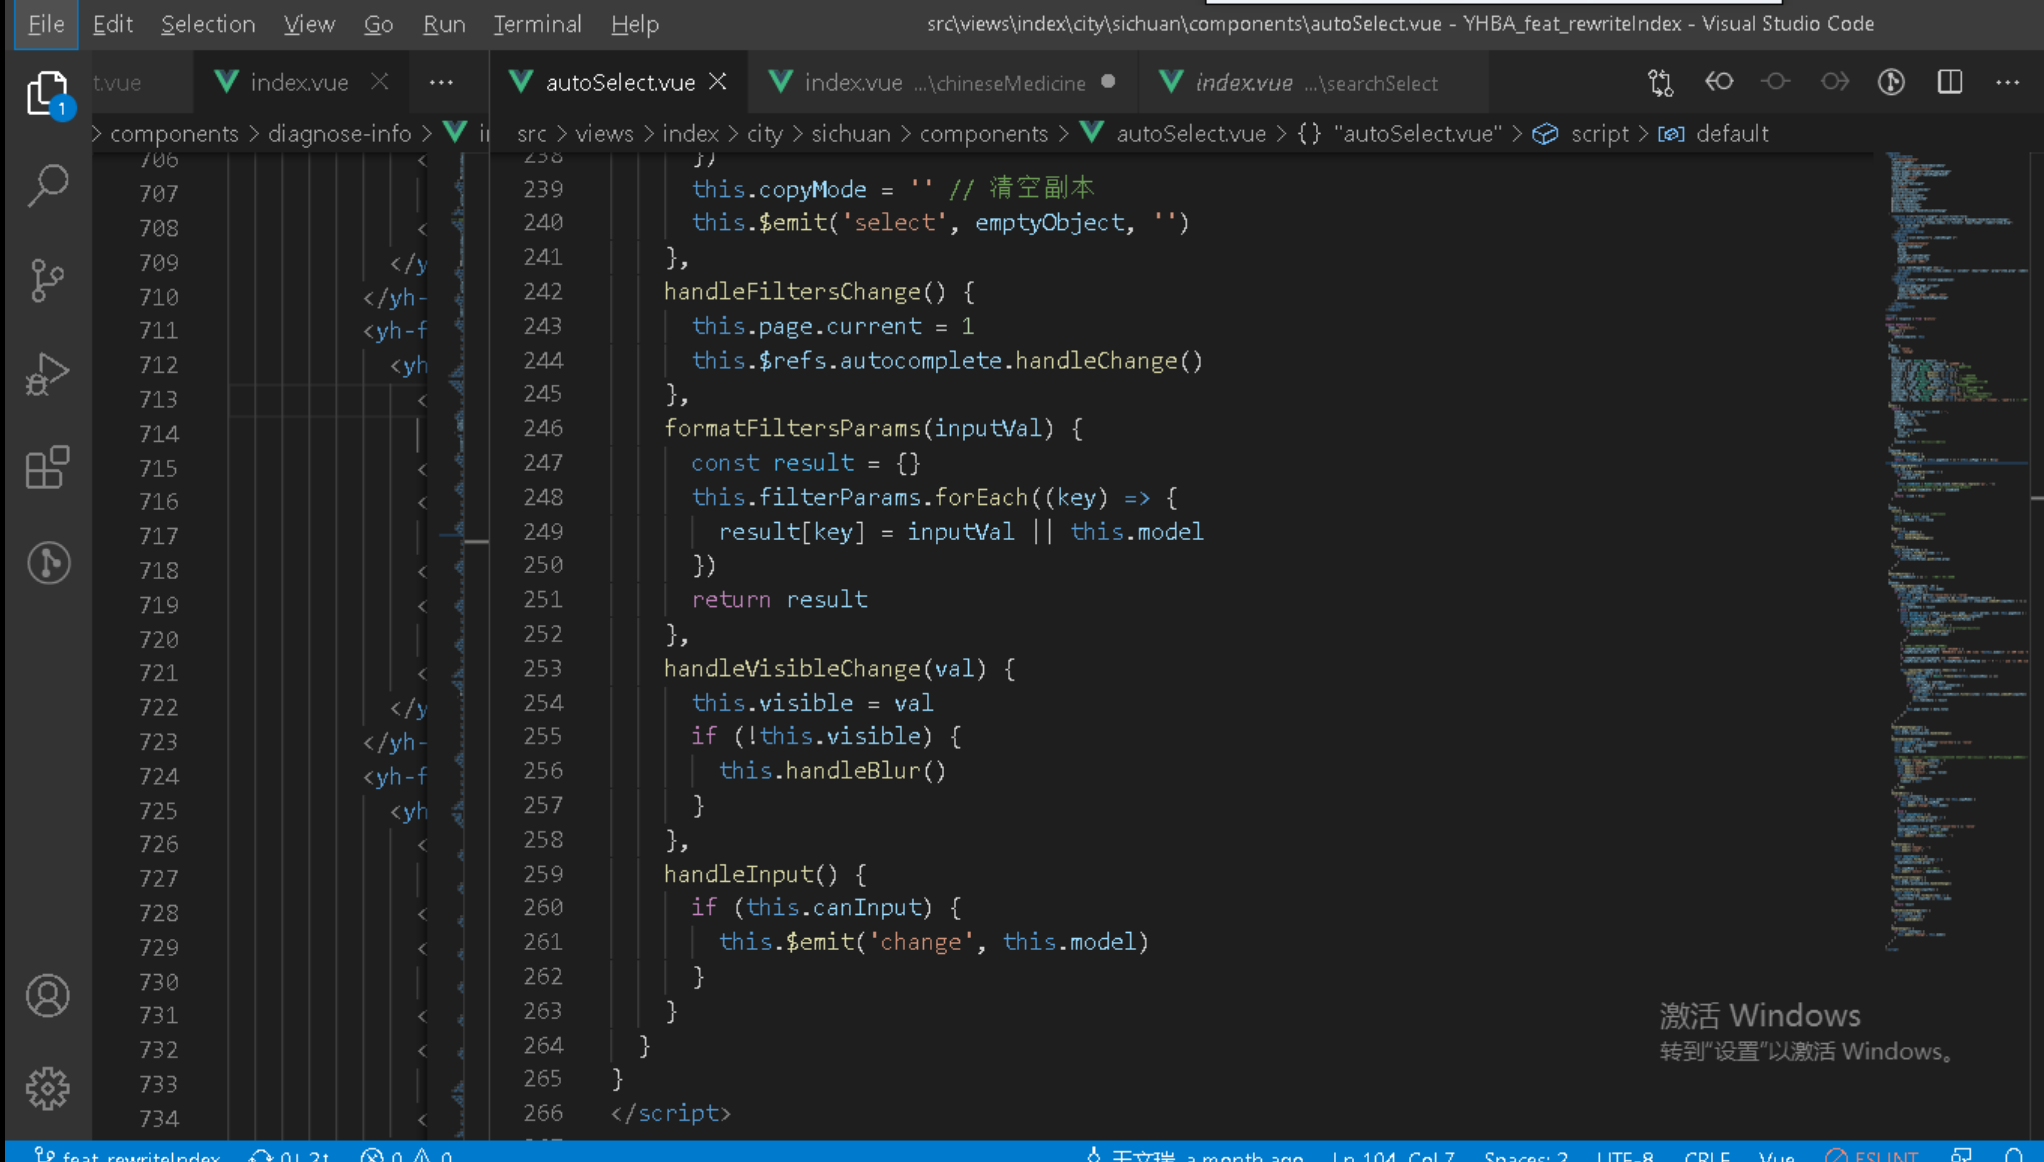 File Edit Selection View Go Run Terminal Help
src\views\index\city\sichuan\components\autoSelect.vue - YHBA_feat_rewriteIndex - Visual Studio Code
t.vue index.vue ...
autoSelect.vue index.vue ...\chineseMedicine index.vue ...\searchSelect
> components > diagnose-info >
src > views > index > city > sichuan > components > autoSelect.vue > {} "autoSelect.vue" > script > default
1
706 <
707
708 <
709 </y
710 </yh-
711 <yh-f
712 <yh
713 <
714
715 <
716 <
717
718 <
719 <
720
721 <
722 </y
723 </yh-
724 <yh-f
725 <yh
726 <
727
728 <
729 <
730
731 <
732 <
733
734 <
238 })
239 this.copyMode = '' // 清空副本
240 this.$emit('select', emptyObject, '')
241 },
242 handleFiltersChange() {
243 this.page.current = 1
244 this.$refs.autocomplete.handleChange()
245 },
246 formatFiltersParams(inputVal) {
247 const result = {}
248 this.filterParams.forEach((key) => {
249 result[key] = inputVal || this.model
250 })
251 return result
252 },
253 handleVisibleChange(val) {
254 this.visible = val
255 if (!this.visible) {
256 this.handleBlur()
257 }
258 },
259 handleInput() {
260 if (this.canInput) {
261 this.$emit('change', this.model)
262 }
263 }
264 }
265 }
266 </script>
激活 Windows
转到"设置"以激活 Windows。
feat_rewriteIndex 0↓ 2↑ 0 0 a month ago Ln 104, Col 7 Spaces: 2 UTF-8 CRLF Vue ESLINT